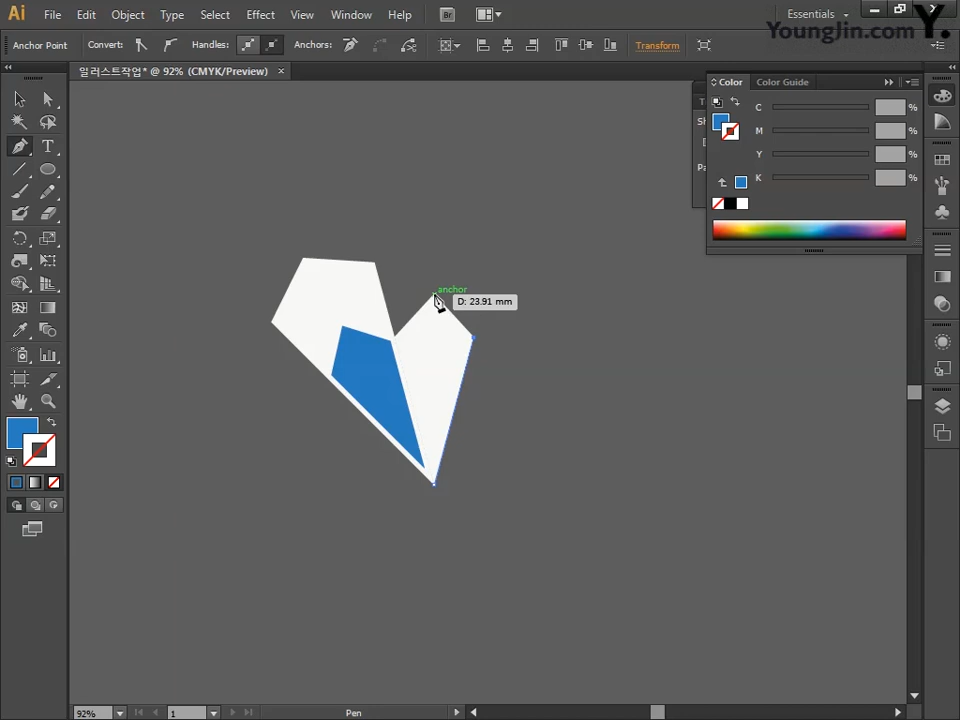 Ai File Edit Object Type Select Effect View Window Help Br Essentials
YoungJin.com Y.
Anchor Point Convert: Handles: Anchors: Transform
일러스트작업* @ 92% (CMYK/Preview) ×
Color Color Guide
C %
M %
Y %
K %
anchor
D: 23.91 mm
92% 1 Pen